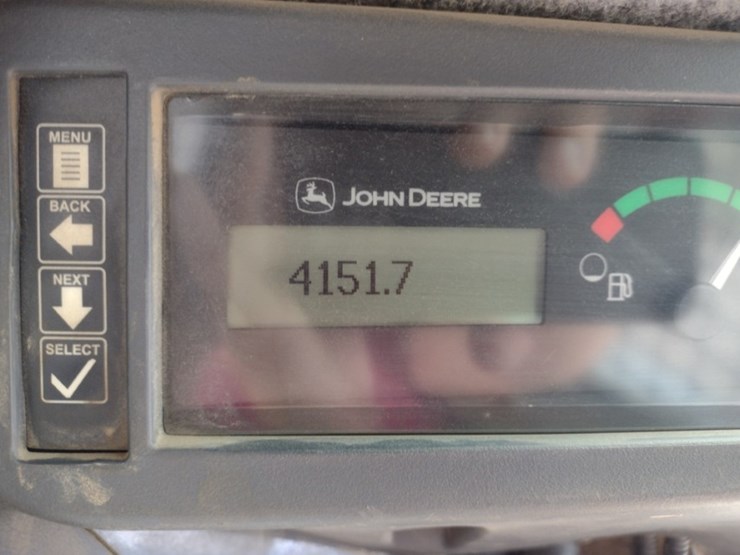 MENU
BACK
NEXT
SELECT
JOHN DEERE
4151.7